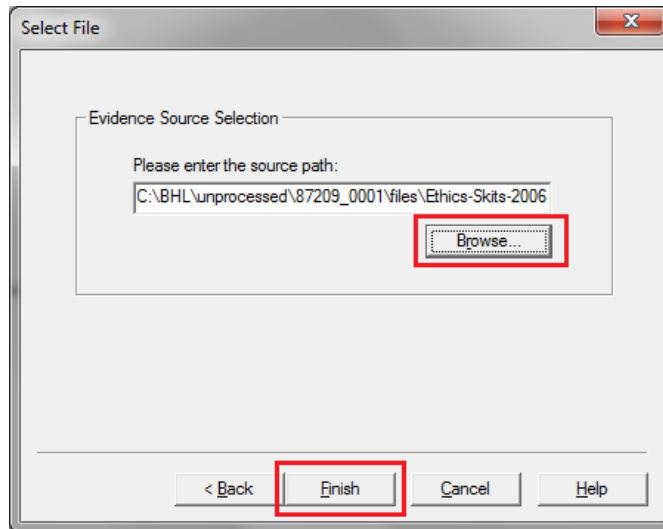 Select File
Evidence Source Selection
Please enter the source path:
C:\BHL\unprocessed\87209_0001\files\Ethics-Skits-2006
Browse...
< Back Finish Cancel Help